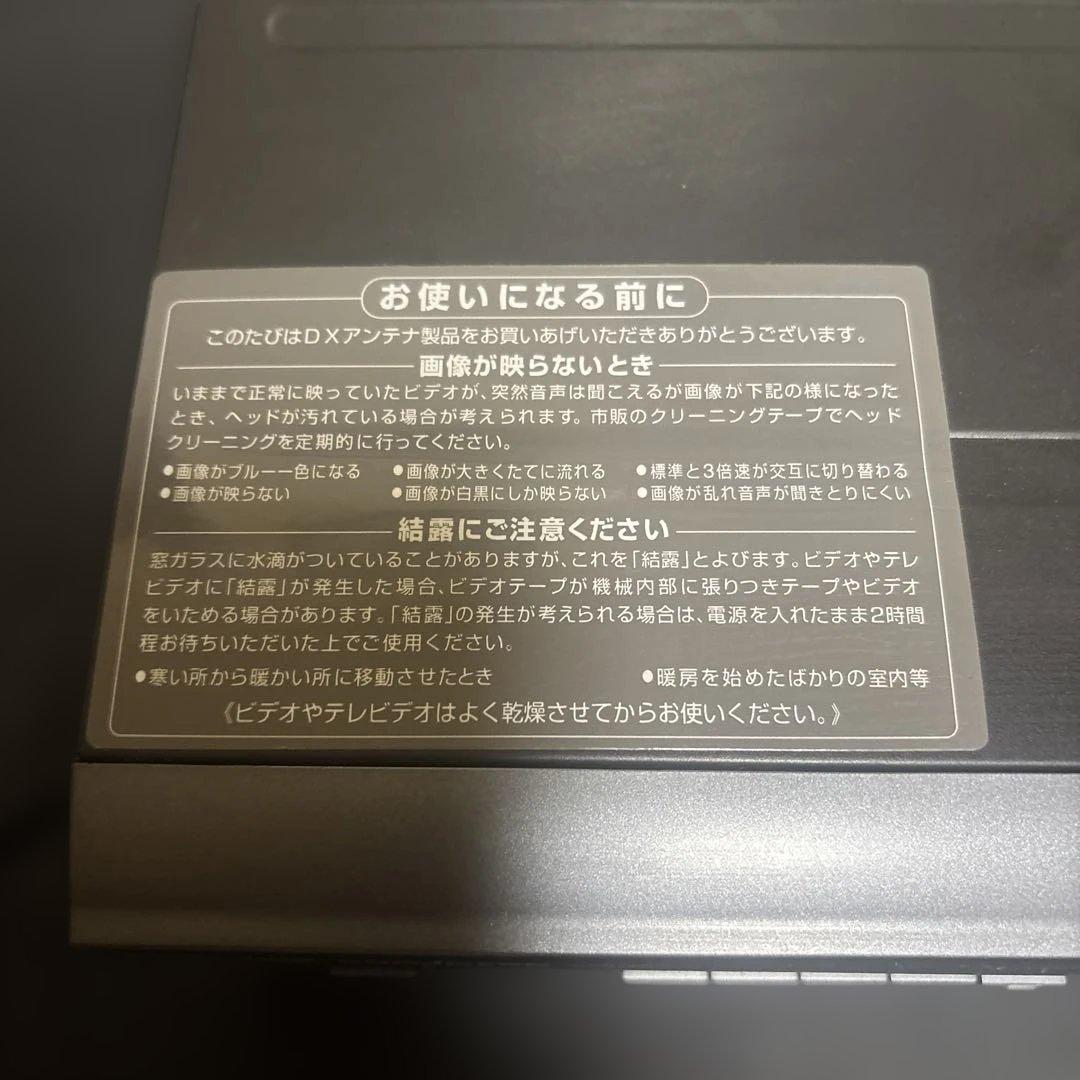 お使いになる前に
このたびはDXアンテナ製品をお買いあげいただきありがとうございます。
画像が映らないとき
いままで正常に映っていたビデオが、突然音声は聞こえるが画像が下記の様になった
とき、ヘッドが汚れている場合が考えられます。市販のクリーニングテープでヘッド
クリーニングを定期的に行ってください。
●画像がブルー一色になる ●画像が大きくたてに流れる ●標準と3倍速が交互に切り替わる
●画像が映らない ●画像が白黒にしか映らない ●画像が乱れ音声が聞きとりにくい
結露にご注意ください
窓ガラスに水滴がついていることがありますが、これを「結露」とよびます。ビデオやテレ
ビデオに「結露」が発生した場合、ビデオテープが機械内部に張りつきテープやビデオ
をいためる場合があります。「結露」の発生が考えられる場合は、電源を入れたまま2時間
程お待ちいただいた上でご使用ください。
●寒い所から暖かい所に移動させたとき ●暖房を始めたばかりの室内等
《ビデオやテレビデオはよく乾燥させてからお使いください。》